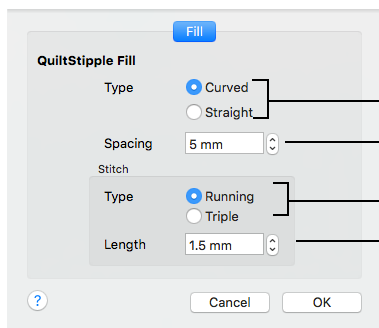 Fill
QuiltStipple Fill
Type Curved
Straight
Spacing 5 mm
Stitch
Type Running
Triple
Length 1.5 mm
? Cancel OK